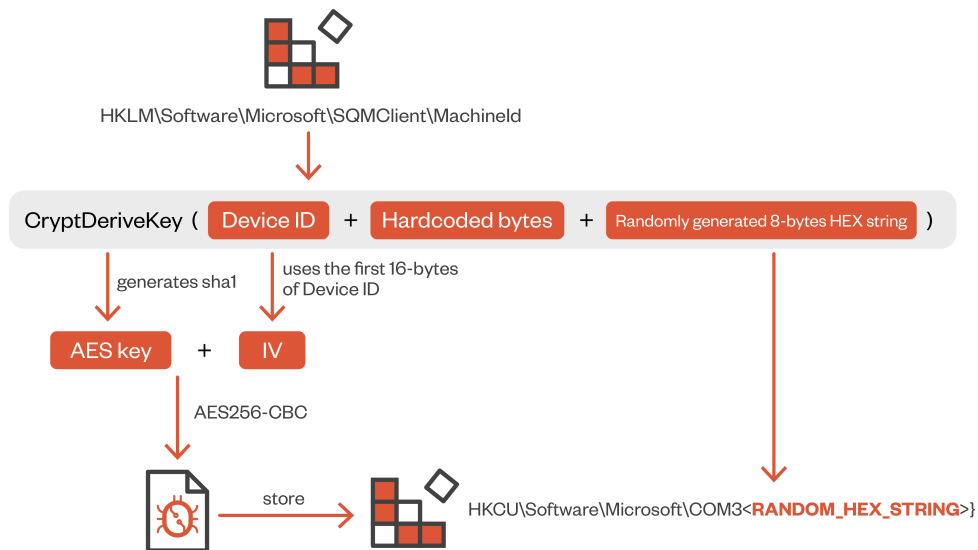 HKLM\Software\Microsoft\SQMClient\MachineId
CryptDeriveKey ( Device ID + Hardcoded bytes + Randomly generated 8-bytes HEX string )
generates sha1
uses the first 16-bytes
of Device ID
AES key + IV
AES256-CBC
store
HKCU\Software\Microsoft\COM3<RANDOM_HEX_STRING>}